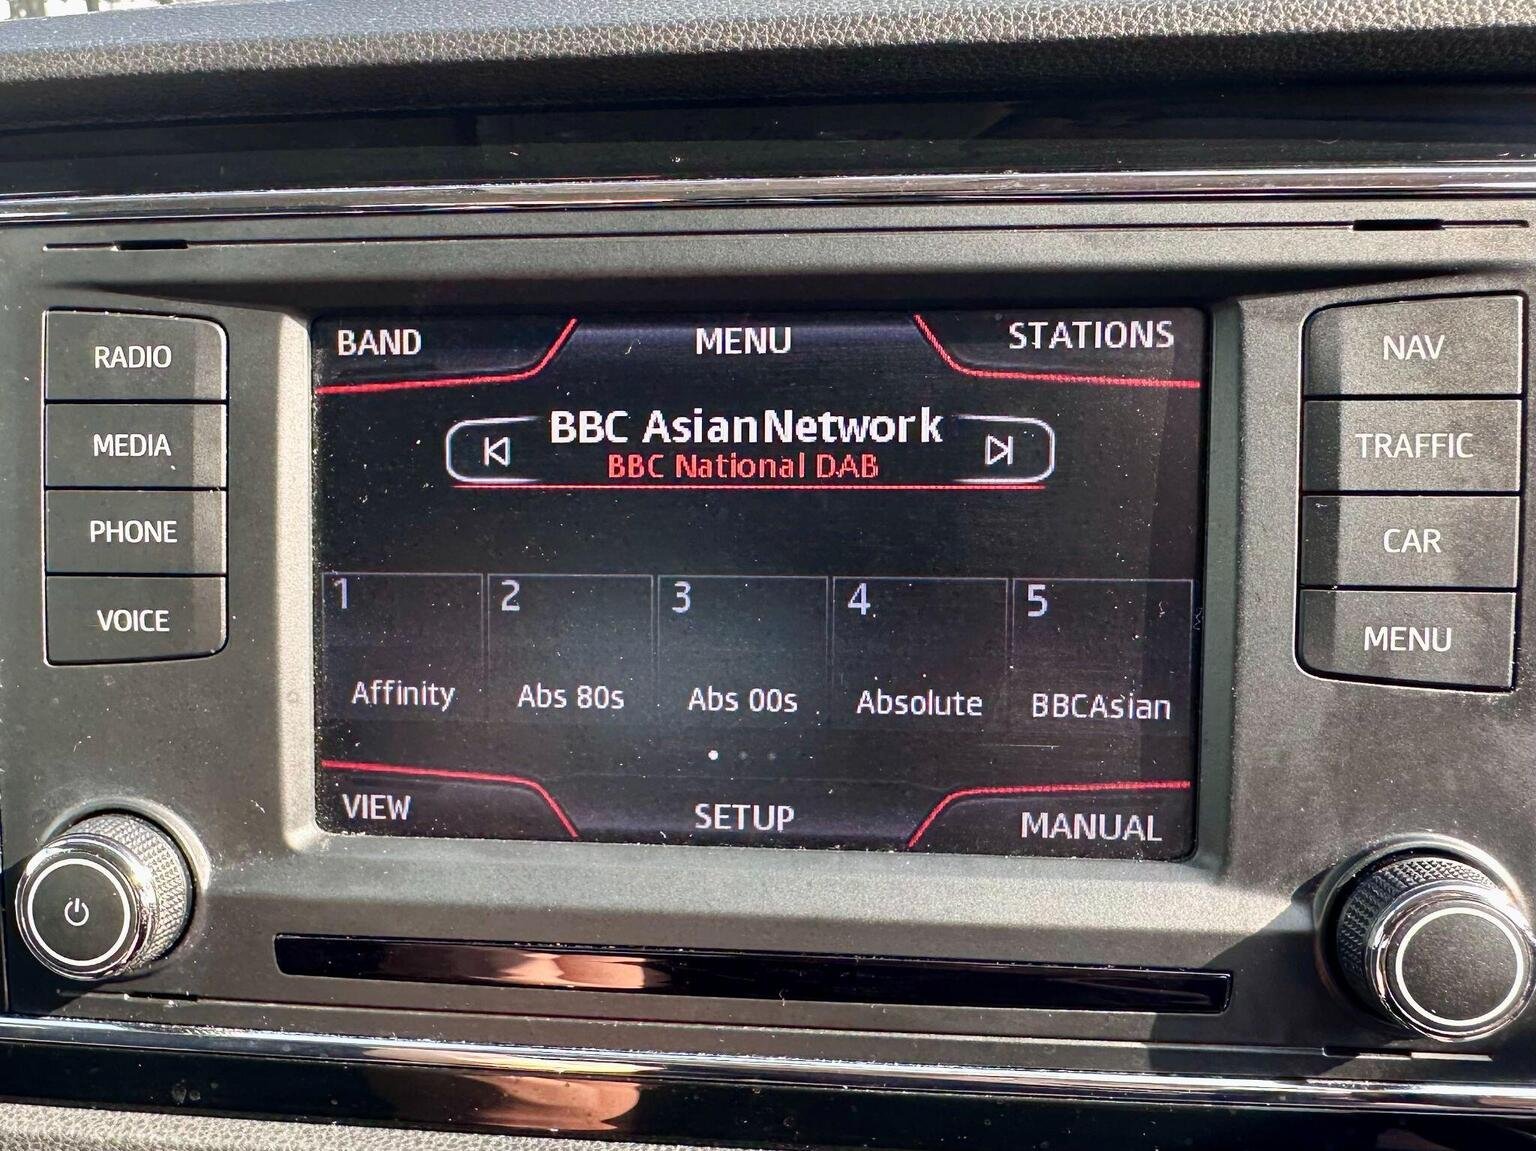 RADIO
MEDIA
PHONE
VOICE
BAND MENU STATIONS
BBC AsianNetwork
BBC National DAB
1 2 3 4 5
Affinity Abs 80s Abs 00s Absolute BBCAsian
VIEW SETUP MANUAL
NAV
TRAFFIC
CAR
MENU